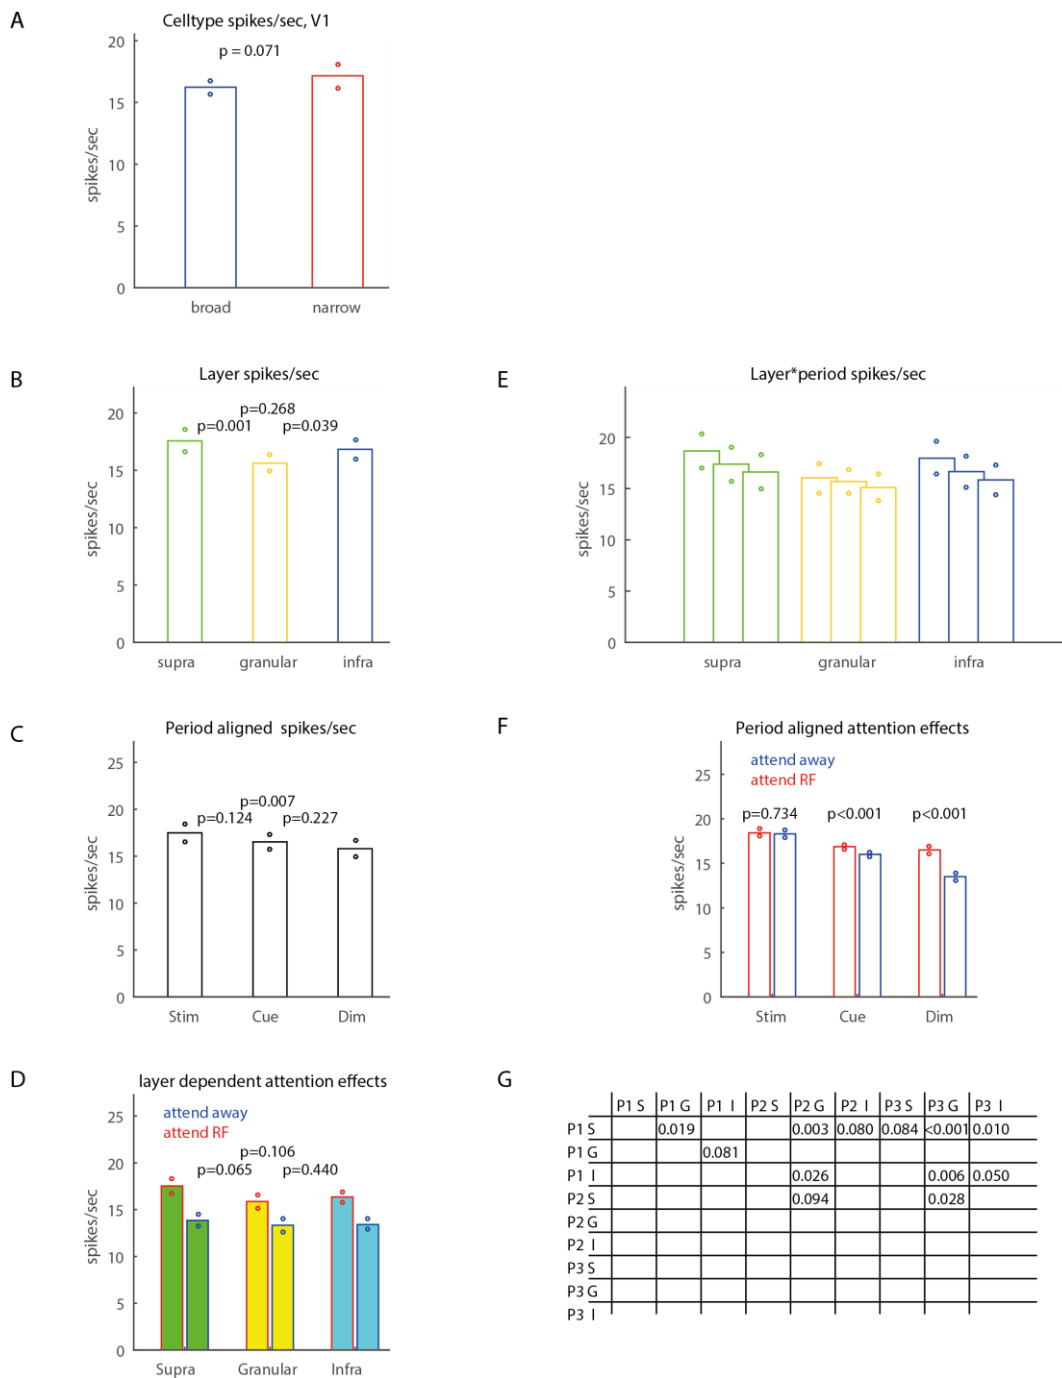 A
Celltype spikes/sec, V1
p = 0.071
20
15
10
5
0
spikes/sec
broad narrow
B
Layer spikes/sec
p=0.268
p=0.001 p=0.039
20
15
10
5
0
spikes/sec
supra granular infra
E
Layer*period spikes/sec
20
15
10
5
0
spikes/sec
supra granular infra
C
Period aligned spikes/sec
p=0.007
p=0.124 p=0.227
25
20
15
10
5
0
spikes/sec
Stim Cue Dim
F
Period aligned attention effects
attend away
attend RF
p=0.734 p<0.001 p<0.001
25
20
15
10
5
0
spikes/sec
Stim Cue Dim
D
layer dependent attention effects
attend away
attend RF
p=0.106
p=0.065 p=0.440
25
20
15
10
5
0
spikes/sec
Supra Granular Infra
G
P1 S P1 G P1 I P2 S P2 G P2 I P3 S P3 G P3 I
P1 S 0.019 0.003 0.080 0.084 <0.001 0.010
P1 G 0.081
P1 I 0.026 0.006 0.050
P2 S 0.094 0.028
P2 G
P2 I
P3 S
P3 G
P3 I